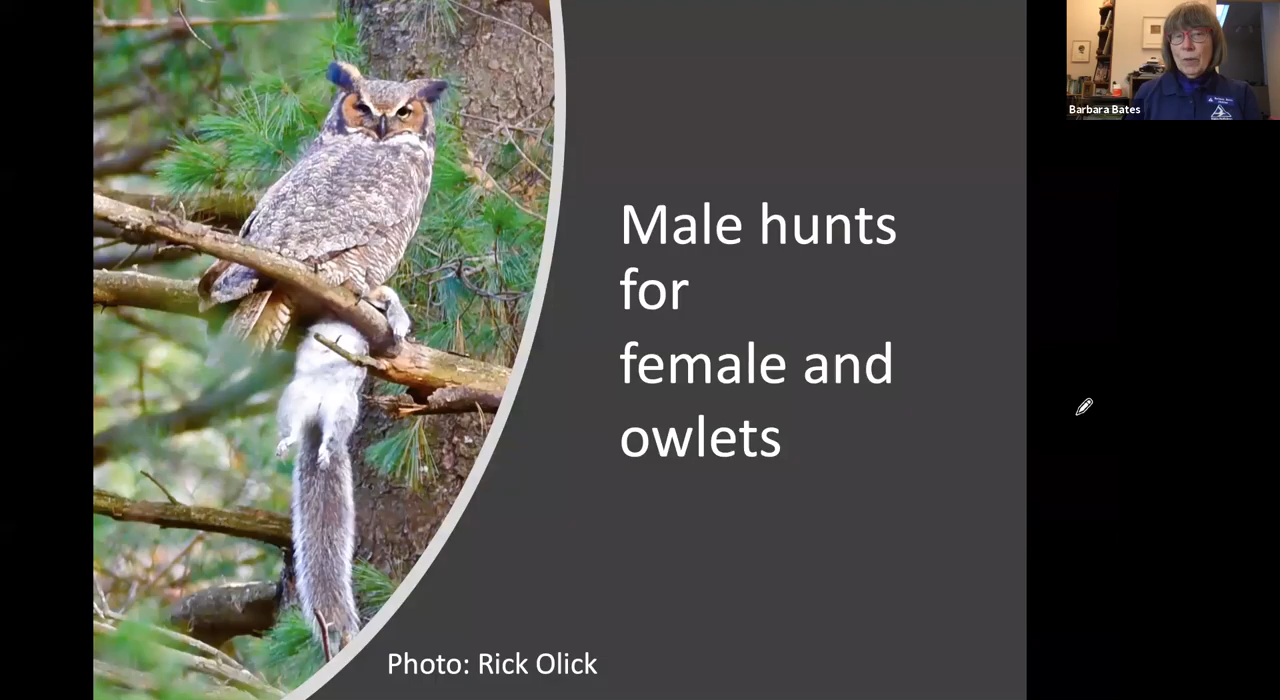 Male hunts
for
female and
owlets
Photo: Rick Olick
Barbara Bates